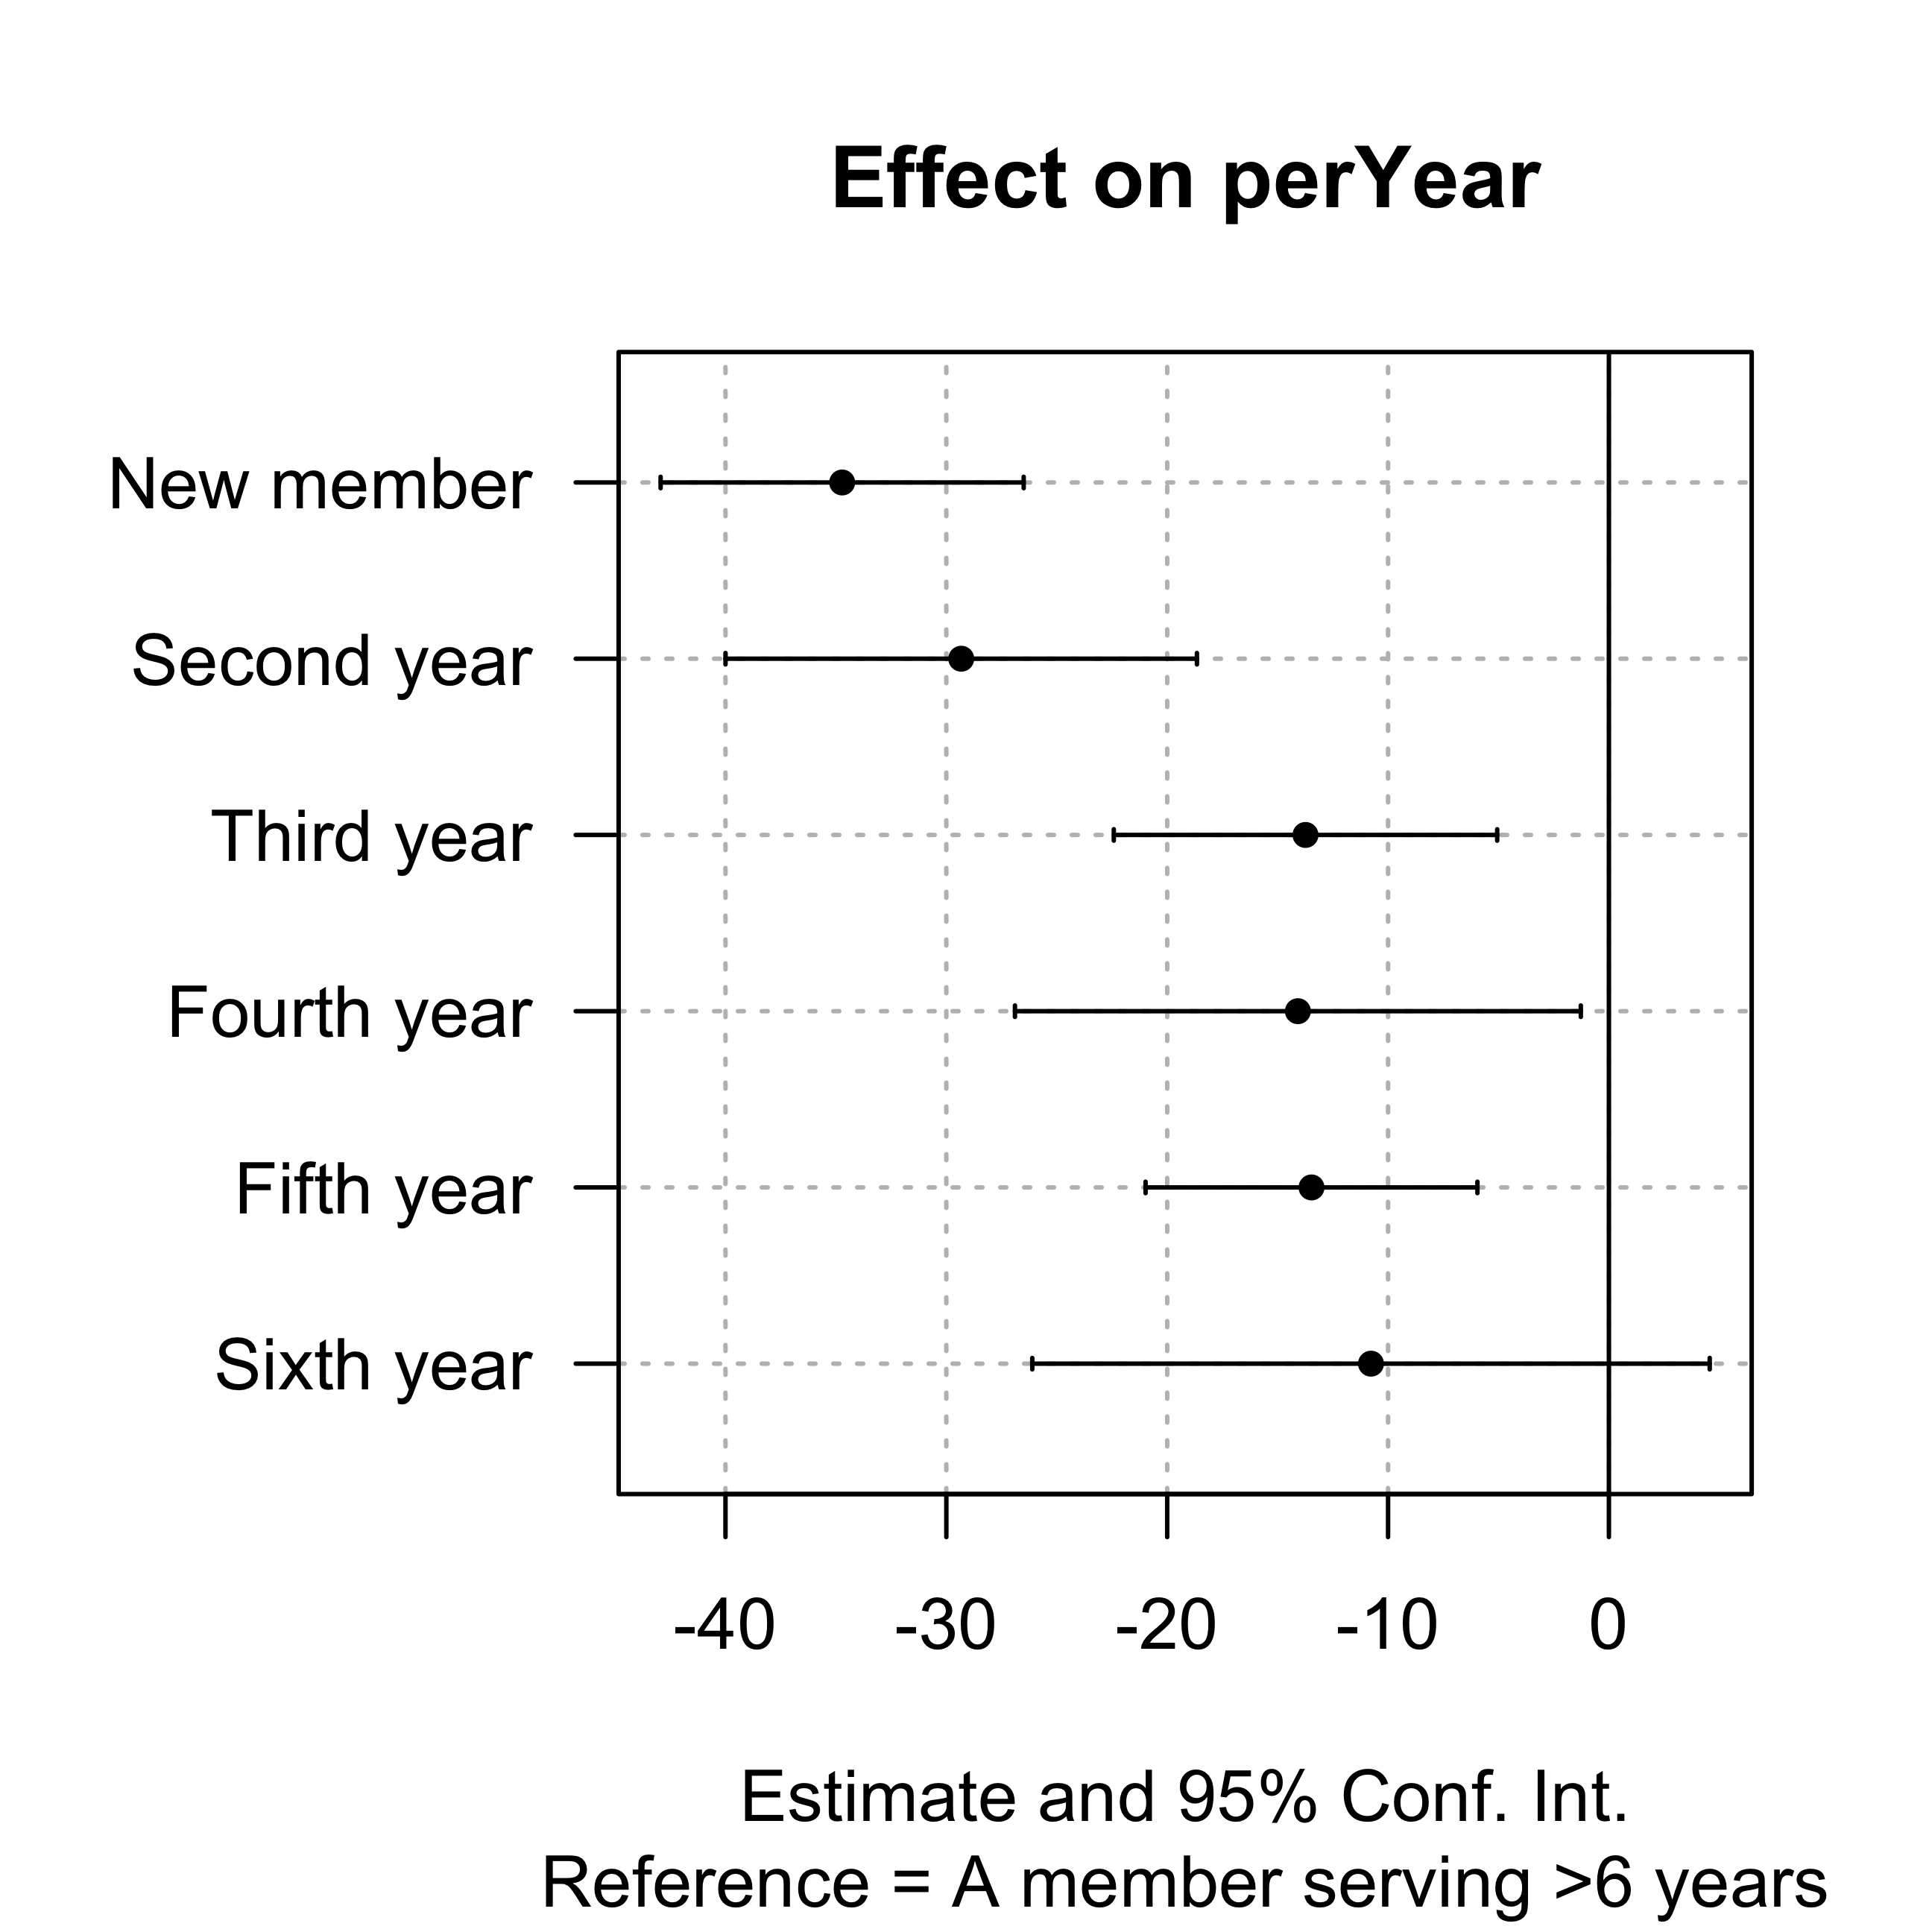 Effect on perYear
New member
Second year
Third year
Fourth year
Fifth year
Sixth year
-40 -30 -20 -10 0
Estimate and 95% Conf. Int.
Reference = A member serving >6 years